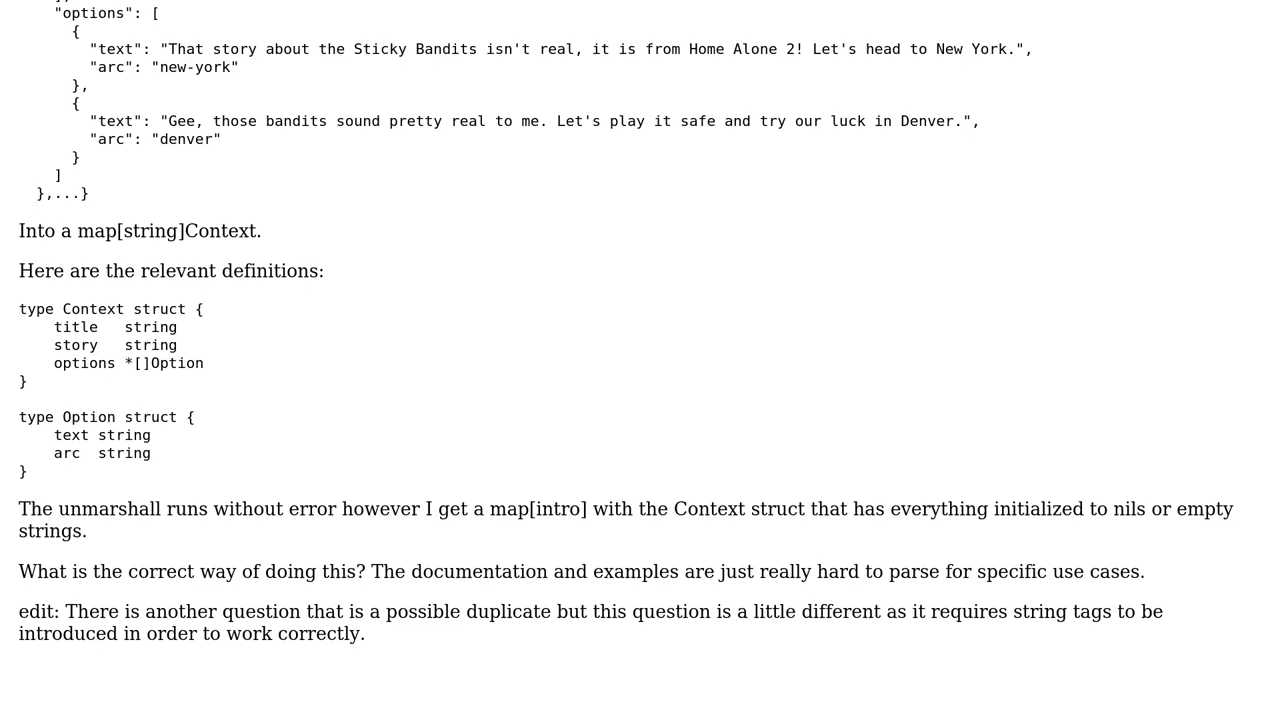 "options": [
{
"text": "That story about the Sticky Bandits isn't real, it is from Home Alone 2! Let's head to New York.",
"arc": "new-york"
},
{
"text": "Gee, those bandits sound pretty real to me. Let's play it safe and try our luck in Denver.",
"arc": "denver"
}
]
},...}
Into a map[string]Context.
Here are the relevant definitions:
type Context struct {
title   string
story   string
options *[]Option
}
type Option struct {
text string
arc  string
}
The unmarshall runs without error however I get a map[intro] with the Context struct that has everything initialized to nils or empty
strings.
What is the correct way of doing this? The documentation and examples are just really hard to parse for specific use cases.
edit: There is another question that is a possible duplicate but this question is a little different as it requires string tags to be
introduced in order to work correctly.